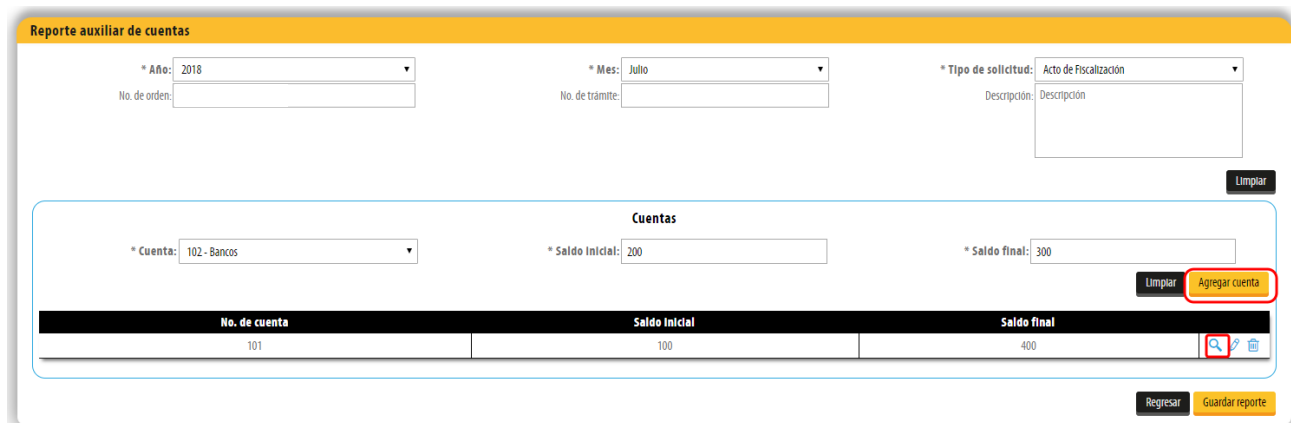 Reporte auxiliar de cuentas
* Año: 2018 * Mes: Julio * Tipo de solicitud: Acto de Fiscalización
No. de orden: No. de trámite: Descripción: Descripción
Limpiar
Cuentas
* Cuenta: 102 - Bancos * Saldo inicial: 200 * Saldo final: 300
Limpiar Agregar cuenta
No. de cuenta Saldo inicial Saldo final
101 100 400
Regresar Guardar reporte